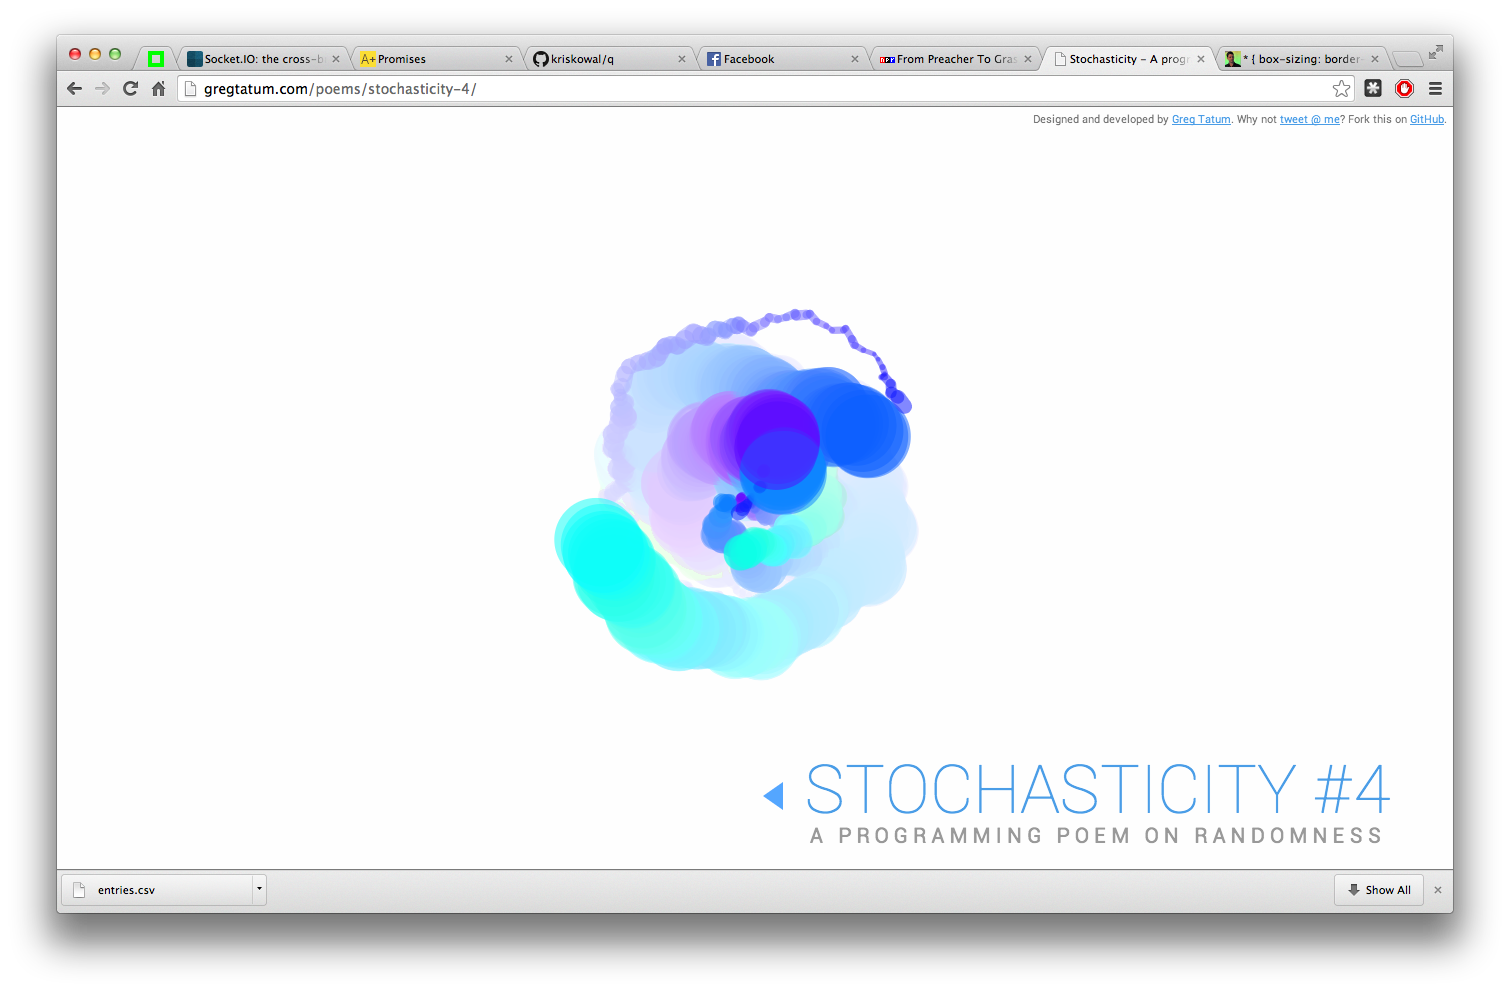 Socket.IO: the cross-b
A+ Promises
kriskowal/q
Facebook
npr From Preacher To Gras
Stochasticity – A progr
* { box-sizing: border-
gregtatum.com/poems/stochasticity-4/
Designed and developed by Greg Tatum. Why not tweet @ me? Fork this on GitHub.
STOCHASTICITY #4
A PROGRAMMING POEM ON RANDOMNESS
entries.csv
Show All